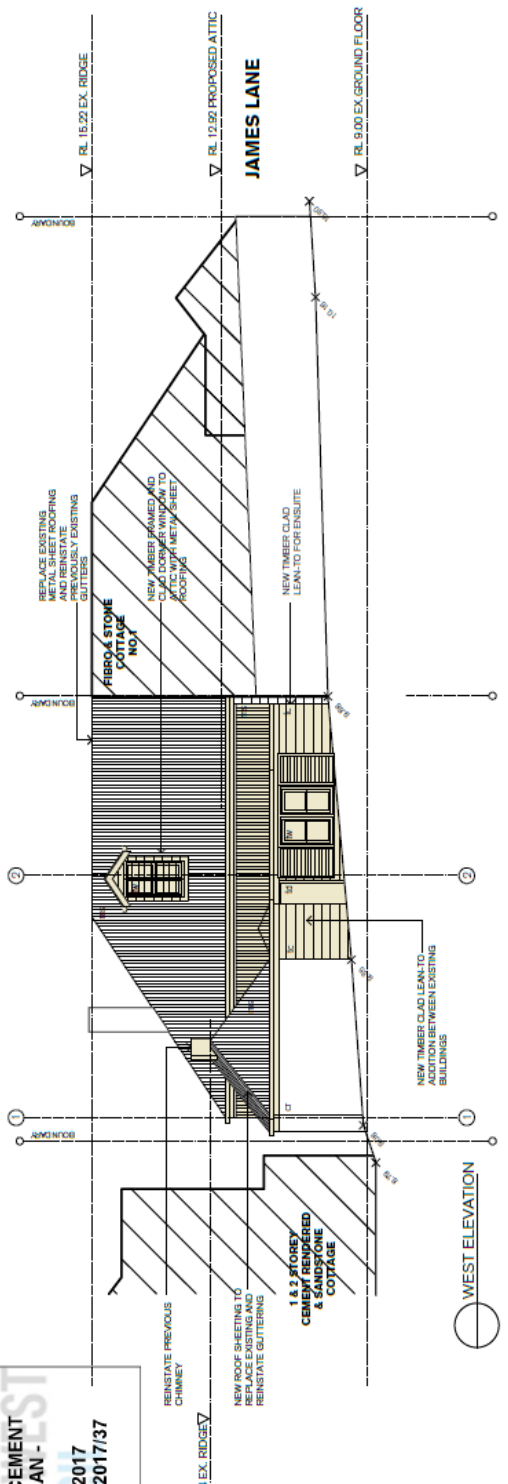 CEMENT
AN -
2017
2017/37
EX. RIDGE
REINSTATE PREVIOUS
CHIMNEY
NEW ROOF SHEETING TO
REPLACE EXISTING AND
REINSTATE GUTTERING
1 & 2 STOREY
CEMENT RENDERED
& SANDSTONE
COTTAGE
WEST ELEVATION
BOUNDARY
1
1
NEW TIMBER CLAD LEAN-TO
ADDITION BETWEEN EXISTING
BUILDINGS
2
2
cr
tc
td
tw
BOUNDARY
REPLACE EXISTING
METAL SHEET ROOFING
AND REINSTATE
PREVIOUSLY EXISTING
GUTTERS
FIBRO & STONE
COTTAGE
NO.1
NEW TIMBER FRAMED AND
CLAD DORMER WINDOW TO
ATTIC WITH METAL SHEET
ROOFING
NEW TIMBER CLAD
LEAN-TO FOR ENSUITE
BOUNDARY
RL 15.22 EX. RIDGE
RL 12.92 PROPOSED ATTIC
JAMES LANE
RL 9.00 EX.GROUND FLOOR